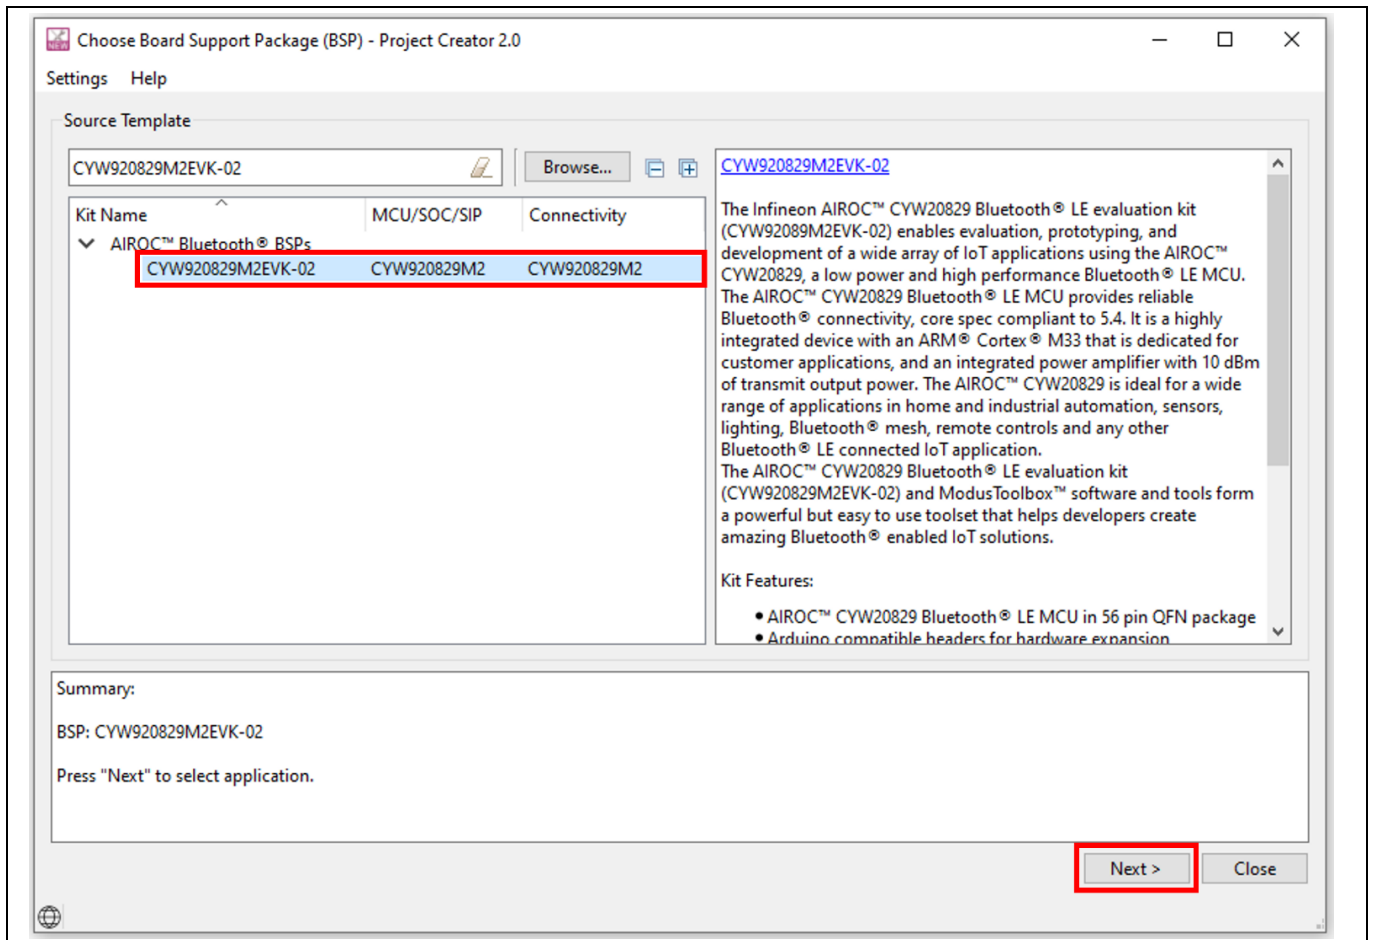 Choose Board Support Package (BSP) - Project Creator 2.0
Settings Help
Source Template
CYW920829M2EVK-02
Browse...
Kit Name MCU/SOC/SIP Connectivity
AIROC™ Bluetooth® BSPs
CYW920829M2EVK-02 CYW920829M2 CYW920829M2
CYW920829M2EVK-02
The Infineon AIROC™ CYW20829 Bluetooth® LE evaluation kit
(CYW92089M2EVK-02) enables evaluation, prototyping, and
development of a wide array of IoT applications using the AIROC™
CYW20829, a low power and high performance Bluetooth® LE MCU.
The AIROC™ CYW20829 Bluetooth® LE MCU provides reliable
Bluetooth® connectivity, core spec compliant to 5.4. It is a highly
integrated device with an ARM® Cortex® M33 that is dedicated for
customer applications, and an integrated power amplifier with 10 dBm
of transmit output power. The AIROC™ CYW20829 is ideal for a wide
range of applications in home and industrial automation, sensors,
lighting, Bluetooth® mesh, remote controls and any other
Bluetooth® LE connected IoT application.
The AIROC™ CYW20829 Bluetooth® LE evaluation kit
(CYW920829M2EVK-02) and ModusToolbox™ software and tools form
a powerful but easy to use toolset that helps developers create
amazing Bluetooth® enabled IoT solutions.
Kit Features:
• AIROC™ CYW20829 Bluetooth® LE MCU in 56 pin QFN package
• Arduino compatible headers for hardware expansion
Summary:
BSP: CYW920829M2EVK-02
Press "Next" to select application.
Next > Close